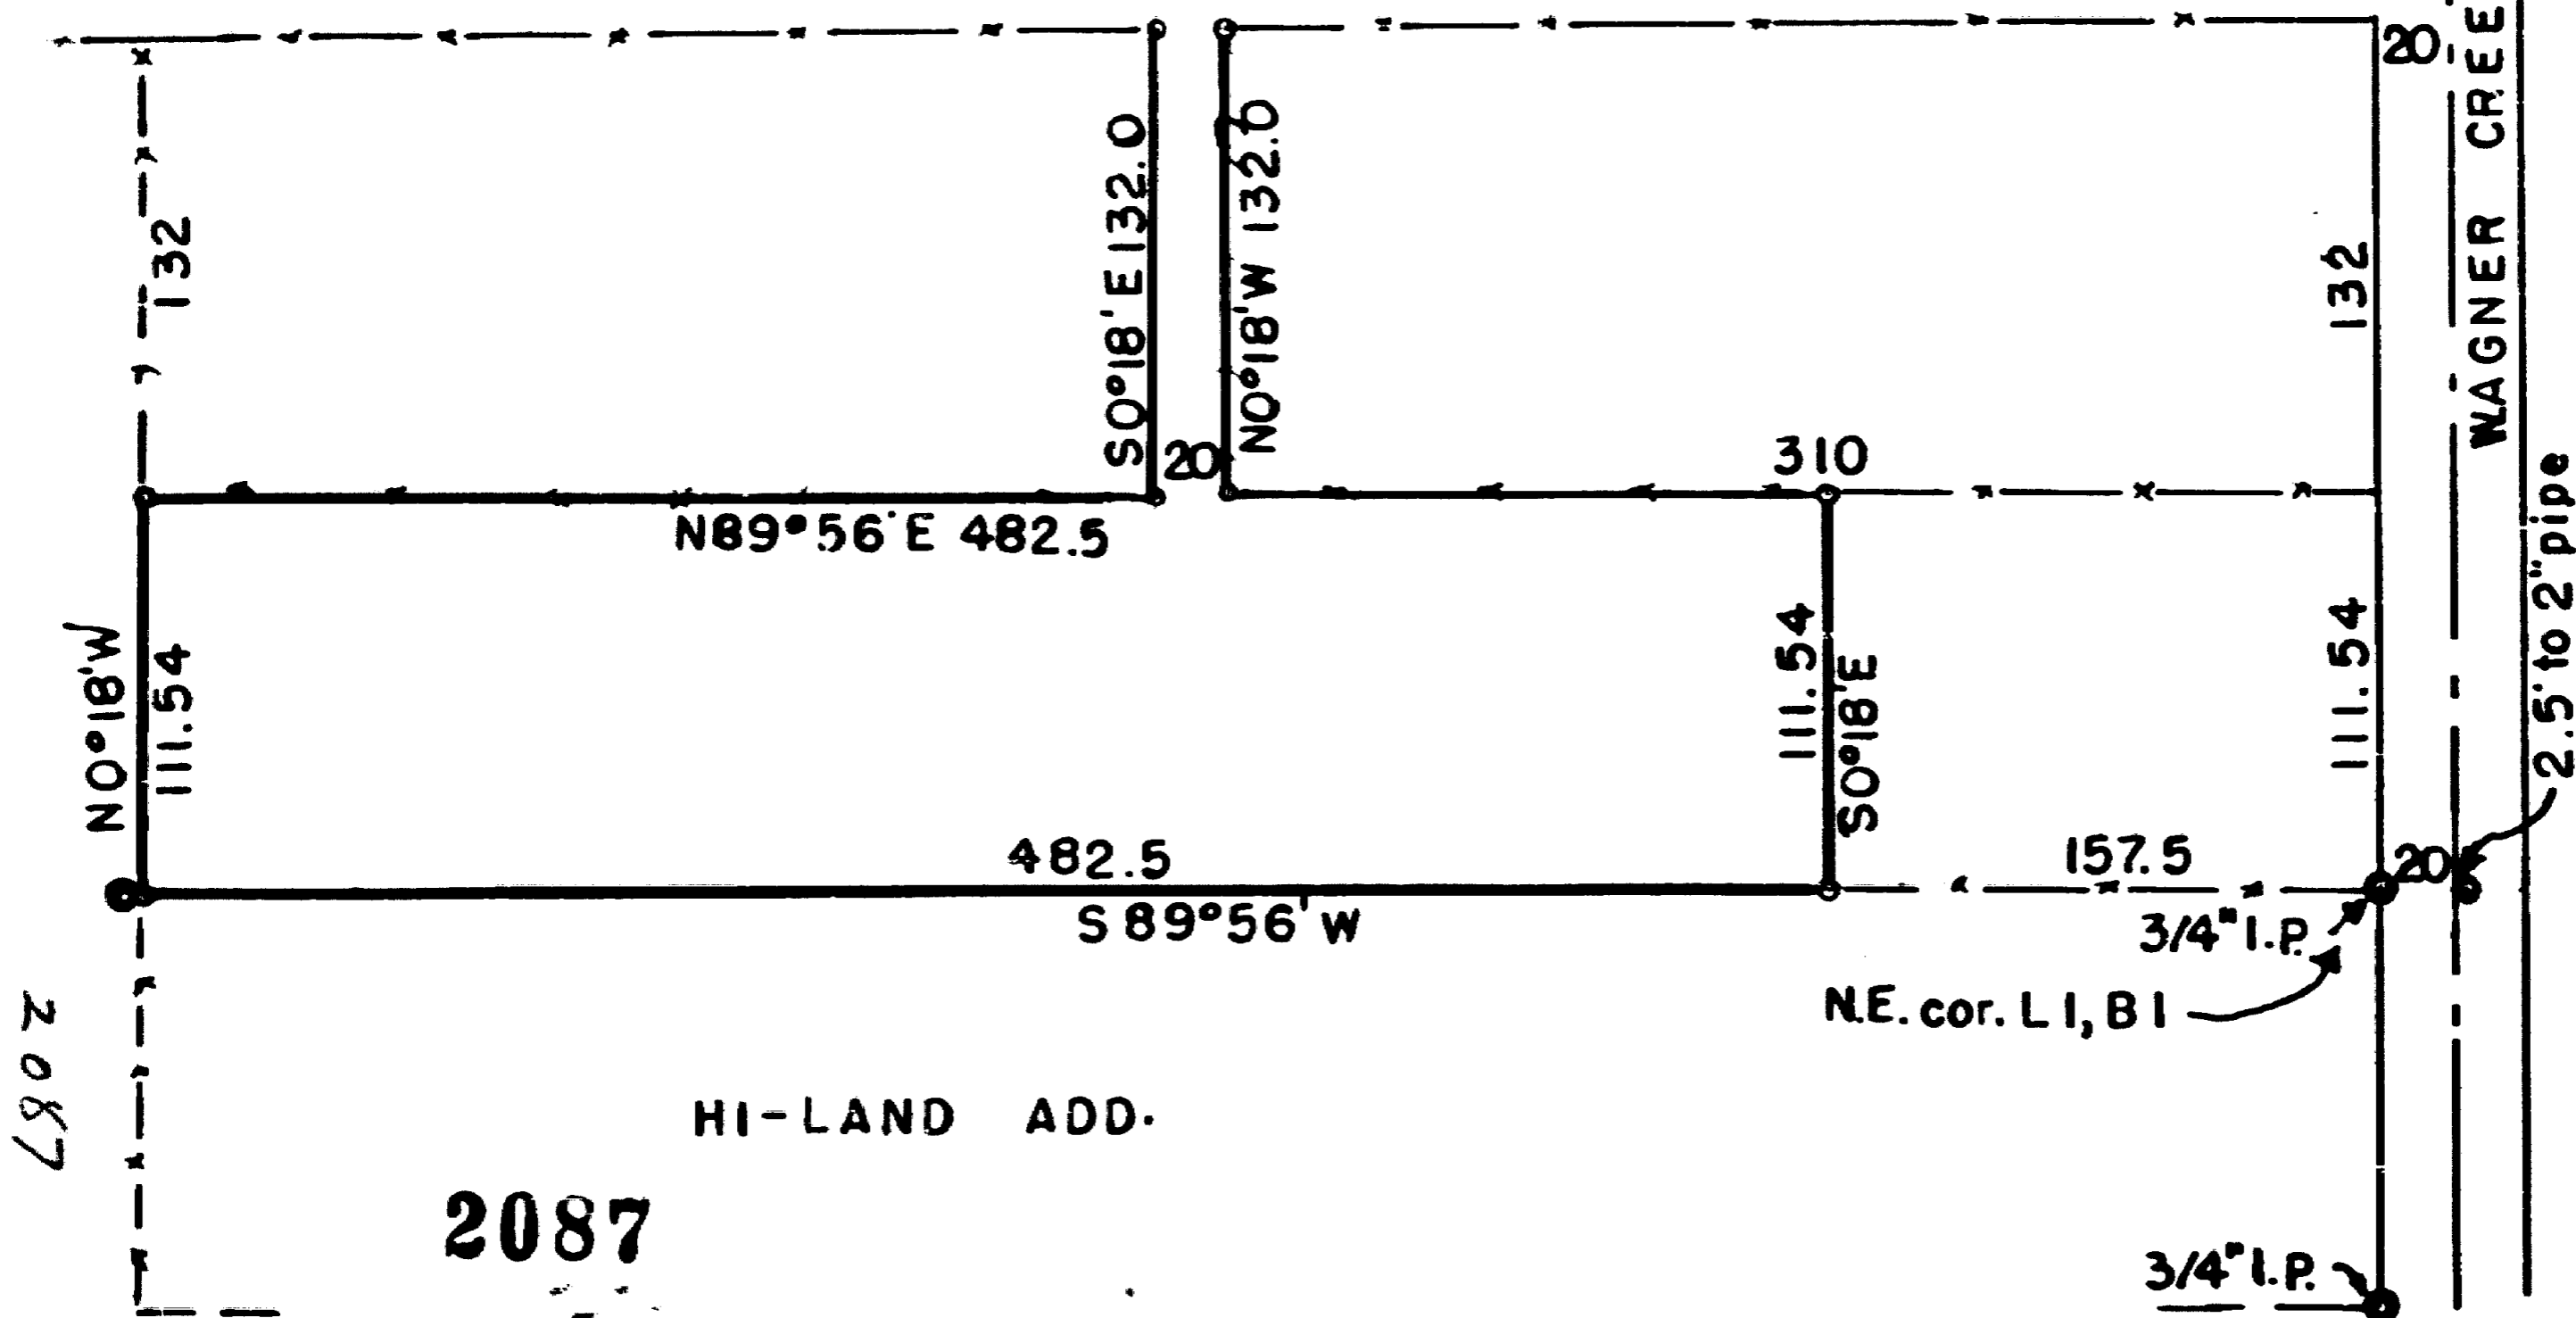 20
WAGNER CREE
132
S0°18'E 132.0
N0°18'W 132.0
132
20
310
N89°56'E 482.5
2.5' to 2" pipe
N0°18'W
111.54
111.54
S0°18'E
111.54
482.5
S 89°56' W
157.5
20
3/4" I.P.
N.E. cor. L1, B1
2087
HI-LAND ADD.
2087
3/4" I.P.